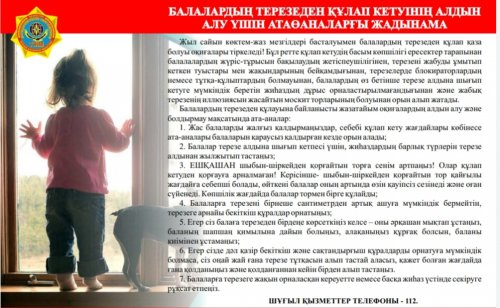 БАЛАЛАРДЫҢ ТЕРЕЗЕДЕН ҚҰЛАП КЕТУІНІҢ АЛДЫН
АЛУ ҮШІН АТАӘАНАЛАРҒЫ ЖАДЫНАМА
Жыл сайын көктем-жаз мезгілдері басталуымен балалардың терезеден құлап қаза
болуы оқиғалары тіркеледі! Бұл ретте құлап кетудің басым көпшілігі ересектер тарапынан
балалалардың жүріс-тұрысын бақылаудың жетіспеушілігінен, терезені жабуды ұмытып
кеткен туыстары мен жақындарының бейқамдығынан, терезелерде блокираторлардың
немесе тұтқа-құлыптардың болмауынан, балалардың өз бетінше терезе алдына шығып кетуге
мүмкіндік беретін жиһаздың дұрыс орналастырылмағандығынан және жабық
терезенің иллюзиясын жасайтын москит торларының болуынан орын алып жатады.
Балалардың терезеден құлауына байланысты жазатайым оқиғалардың алдын алу және
болдырмау мақсатында ата-аналар:
1. Жас балаларды жалғыз қалдырмаңыздар, себебі құлап кету жағдайлары көбінесе
ата-аналары балаларын қараусыз қалдырған кезде орын алады;
2. Балалар терезе алдына шығып кетпеуі үшін, жиһаздардың барлық түрлерін терезе
алдынан жылжытып тастаңыз;
3. ЕШҚАШАН шыбын-шіркейден қорғайтын торға сенім артпаңыз! Олар құлап
кетуден қорғауға арналмаған! Керісінше- шыбын-шіркейден қорғайтын тор қайғылы
жағдайға себепші болады, өйткені балалар оның артында өзін қауіпсіз сезінеді және оған
сүйенеді. Көпшілік жағдайда балалар тормен бірге құлайды;
4. Балаларға терезені бірнеше сантиметрден артық ашуға мүмкіндік бермейтін,
терезеге арнайы бекіткіш құралдар орнатыңыз;
5. Егер сіз балаға терезеден бірдеңе көрсеткіңіз келсе – оны әрқашан мықтап ұстаңыз,
баланың шапшаң қимылына дайын болыңыз, алақаныңыз құрғақ болсын, баланы
киімінен ұстамаңыз;
6. Егер сізде дәл қазір бекіткіш және сақтандырғыш құралдарды орнатуға мүмкіндік
болмаса, сіз оңай жай ғана терезе тұтқасын алып тастай аласыз, қажет болған жағдайда
ғана қолданыңыз және қолданғаннан кейін бірден алып тастаңыз.
7. Балаларға терезенің жанын орналасқан кереуетте немесе басқа жиһаз үстінде секіруге
рұқсат етпеңіз.
ШҰҒЫЛ ҚЫЗМЕТТЕР ТЕЛЕФОНЫ - 112.